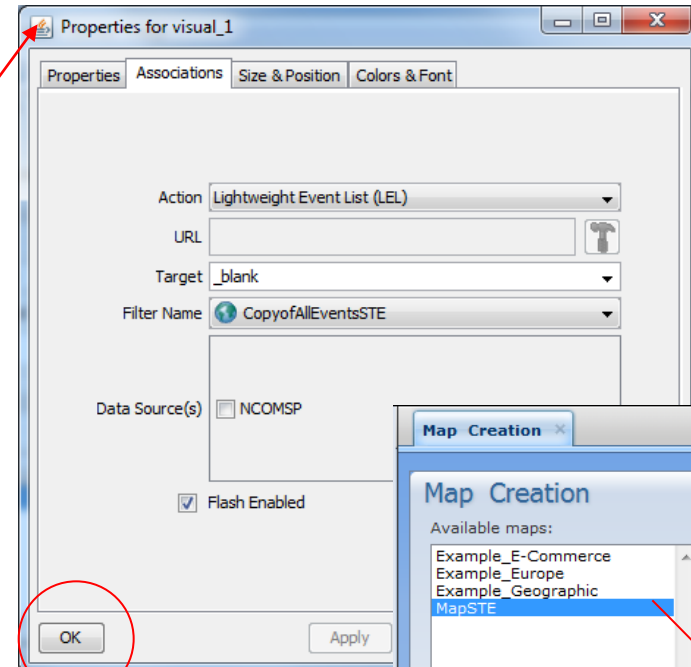 Properties for visual_1
Properties Associations Size & Position Colors & Font
Action Lightweight Event List (LEL)
URL
Target _blank
Filter Name CopyofAllEventsSTE
Data Source(s) NCOMSP
Flash Enabled
OK Apply
Map Creation
Map Creation
Available maps:
Example_E-Commerce
Example_Europe
Example_Geographic
MapSTE